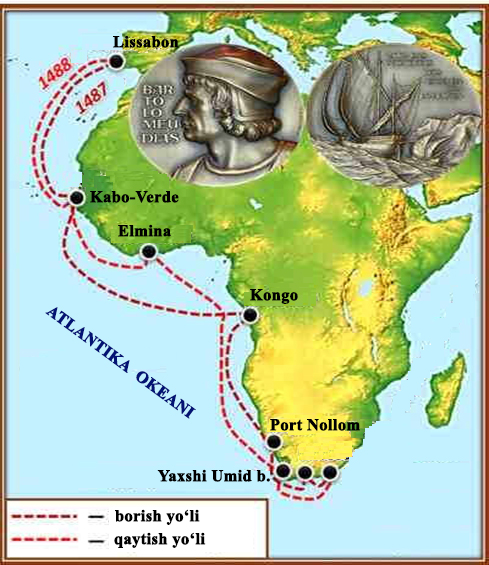 Lissabon
1488
1487
BAR
TO
LO
MEU
DIAS
Kabo-Verde
Elmina
Kongo
ATLANTIKA OKEANI
Port Nollom
Yaxshi Umid b.
— borish yo‘li
— qaytish yo‘li